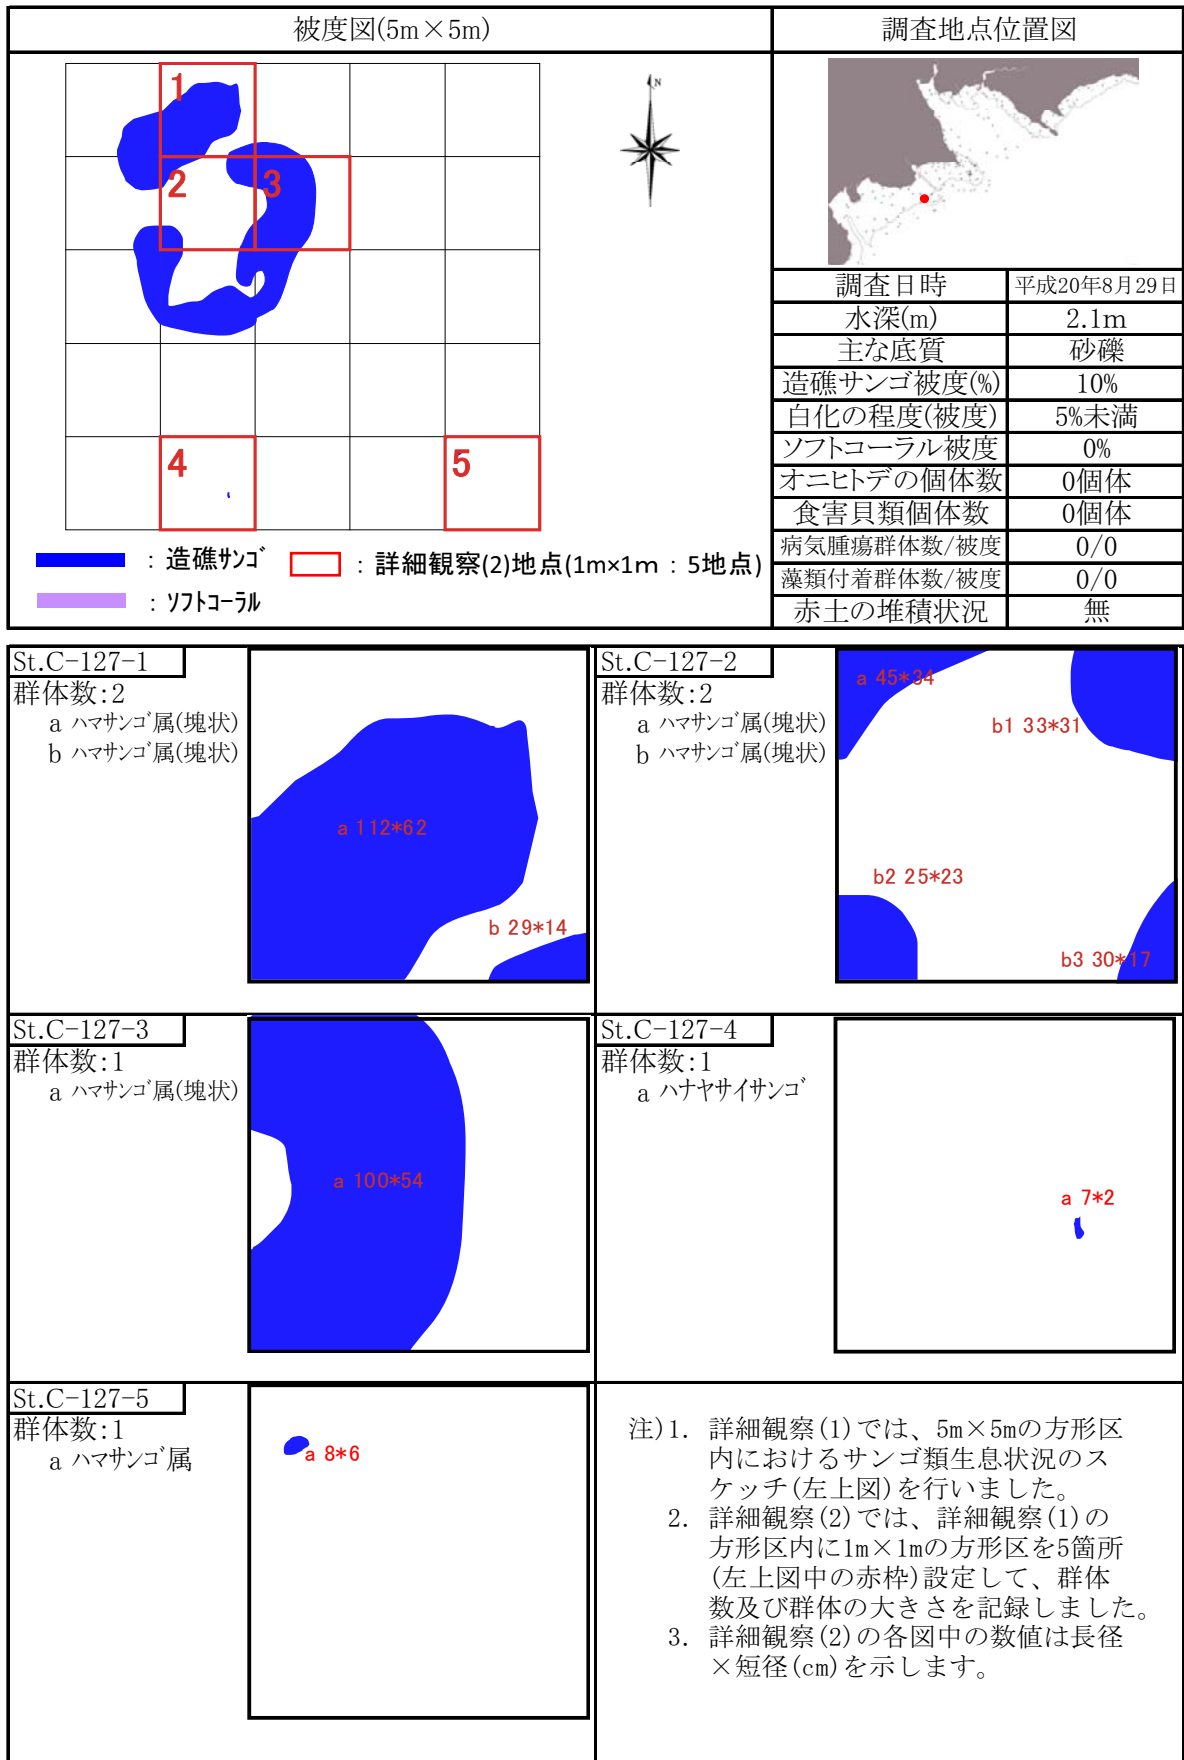 被度図(5m×5m)
調査地点位置図
1
2
3
4
5
N
：造礁サンゴ
：詳細観察(2)地点(1m×1m：5地点)
：ソフトコーラル
調査日時 平成20年8月29日
水深(m) 2.1m
主な底質 砂礫
造礁サンゴ被度(%) 10%
白化の程度(被度) 5%未満
ソフトコーラル被度 0%
オニヒトデの個体数 0個体
食害貝類個体数 0個体
病気腫瘍群体数/被度 0/0
藻類付着群体数/被度 0/0
赤土の堆積状況 無
St.C-127-1
群体数:2
a ハマサンゴ属(塊状)
b ハマサンゴ属(塊状)
a 112*62
b 29*14
St.C-127-2
群体数:2
a ハマサンゴ属(塊状)
b ハマサンゴ属(塊状)
a 45*34
b1 33*31
b2 25*23
b3 30*17
St.C-127-3
群体数:1
a ハマサンゴ属(塊状)
a 100*54
St.C-127-4
群体数:1
a ハナヤサイサンゴ
a 7*2
St.C-127-5
群体数:1
a ハマサンゴ属
a 8*6
注)1. 詳細観察(1)では、5m×5mの方形区
内におけるサンゴ類生息状況のス
ケッチ(左上図)を行いました。
2. 詳細観察(2)では、詳細観察(1)の
方形区内に1m×1mの方形区を5箇所
(左上図中の赤枠)設定して、群体
数及び群体の大きさを記録しました。
3. 詳細観察(2)の各図中の数値は長径
×短径(cm)を示します。